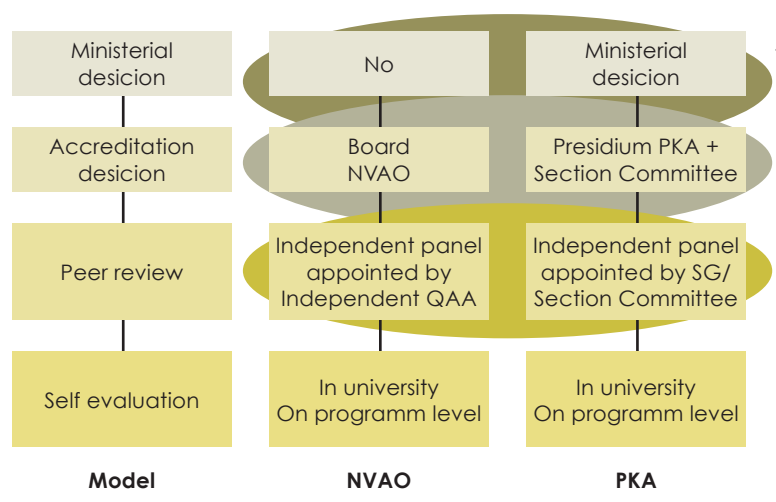 Ministerial
desicion
No
Ministerial
desicion
Accreditation
desicion
Board
NVAO
Presidium PKA +
Section Committee
Peer review
Independent panel
appointed by
Independent QAA
Independent panel
appointed by SG/
Section Committee
Self evaluation
In university
On programm level
In university
On programm level
Model
NVAO
PKA